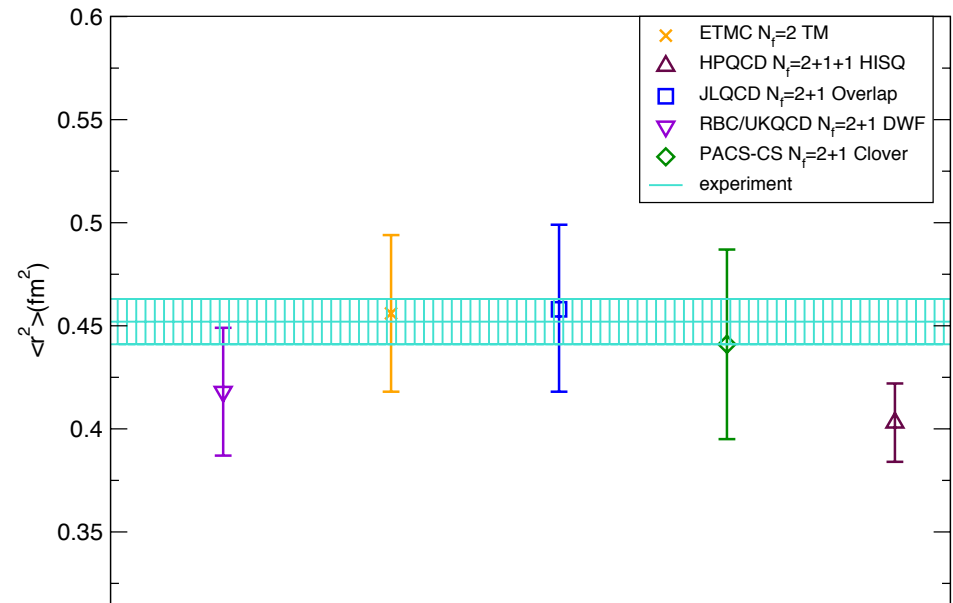 0.6
0.55
0.5
0.45
0.4
0.35
<r²>(fm²)
ETMC N_f=2 TM
HPQCD N_f=2+1+1 HISQ
JLQCD N_f=2+1 Overlap
RBC/UKQCD N_f=2+1 DWF
PACS-CS N_f=2+1 Clover
experiment